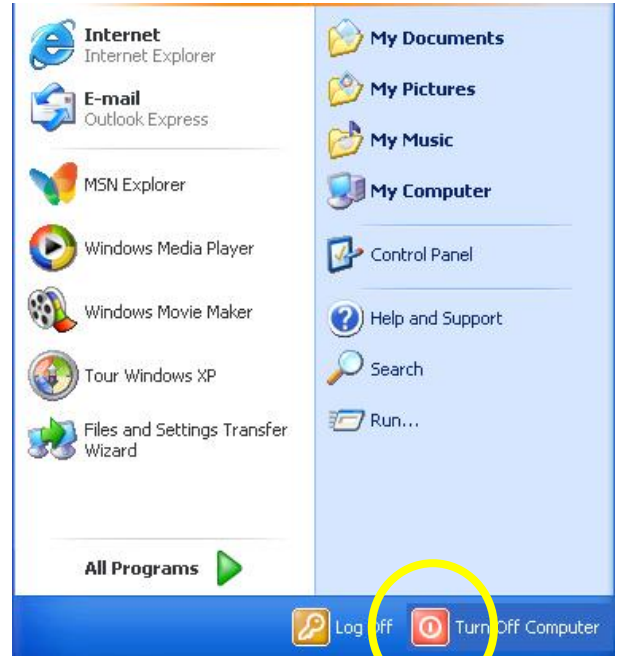 Internet
Internet Explorer
E-mail
Outlook Express
MSN Explorer
Windows Media Player
Windows Movie Maker
Tour Windows XP
Files and Settings Transfer
Wizard
All Programs
My Documents
My Pictures
My Music
My Computer
Control Panel
Help and Support
Search
Run...
Log Off
Turn Off Computer